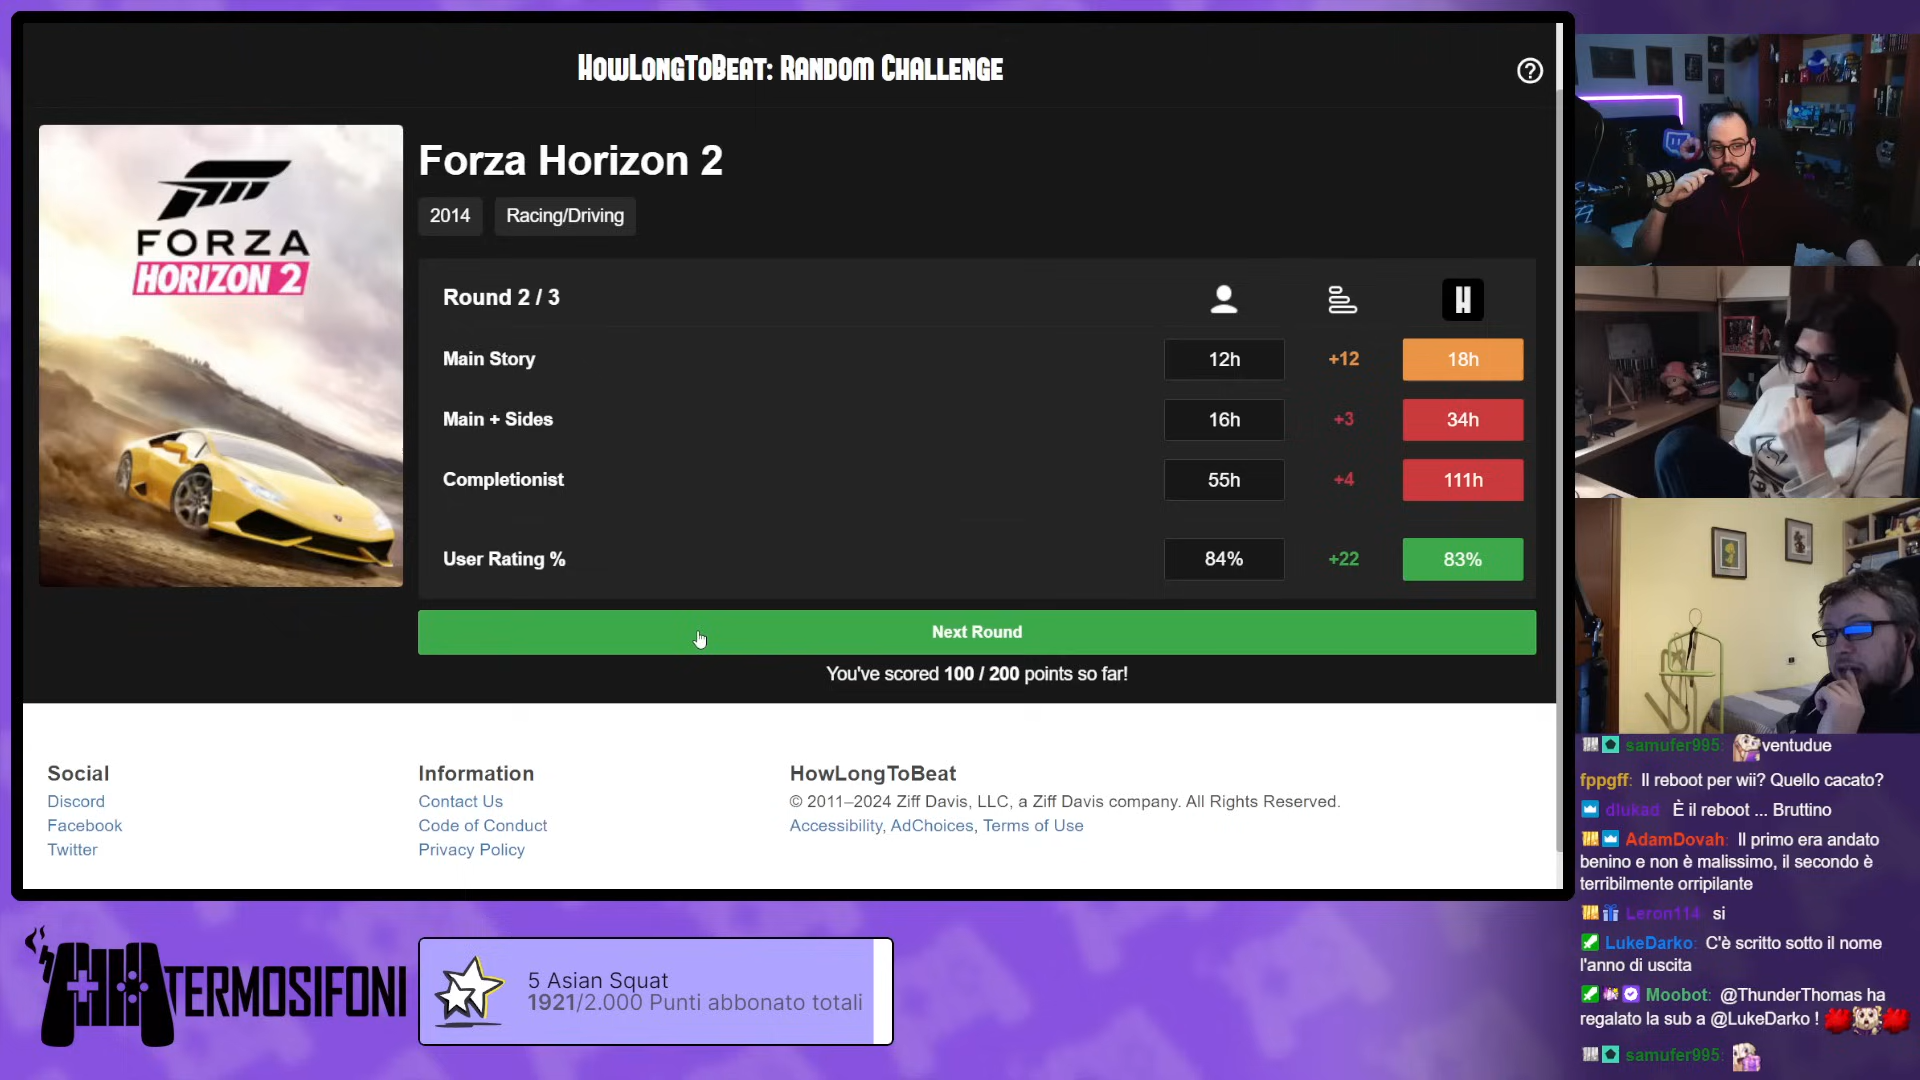 HowLongToBeat: Random Challenge
?
FORZA
HORIZON 2
Forza Horizon 2
2014
Racing/Driving
Round 2 / 3
H
Main Story
12h
+12
18h
Main + Sides
16h
+3
34h
Completionist
55h
+4
111h
User Rating %
84%
+22
83%
Next Round
You've scored 100 / 200 points so far!
Social
Discord
Facebook
Twitter
Information
Contact Us
Code of Conduct
Privacy Policy
HowLongToBeat
© 2011–2024 Ziff Davis, LLC, a Ziff Davis company. All Rights Reserved.
Accessibility, AdChoices, Terms of Use
TERMOSIFONI
5 Asian Squat
1921/2.000 Punti abbonato totali
samufer995: ventudue
fppgff: Il reboot per wii? Quello cacato?
dlukad È il reboot ... Bruttino
AdamDovah: Il primo era andato
benino e non è malissimo, il secondo è
terribilmente orripilante
Leron114 si
LukeDarko: C'è scritto sotto il nome
l'anno di uscita
Moobot: @ThunderThomas ha
regalato la sub a @LukeDarko !
samufer995: